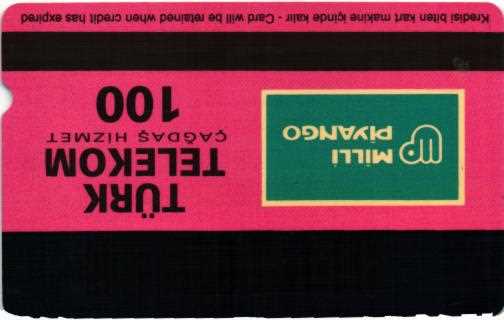 TÜRK
TELEKOM
ÇAĞDAŞ HİZMET
100
MİLLİ
PİYANGO
Kredisi biten kart makine içinde kalır - Card will be retained when credit has expired